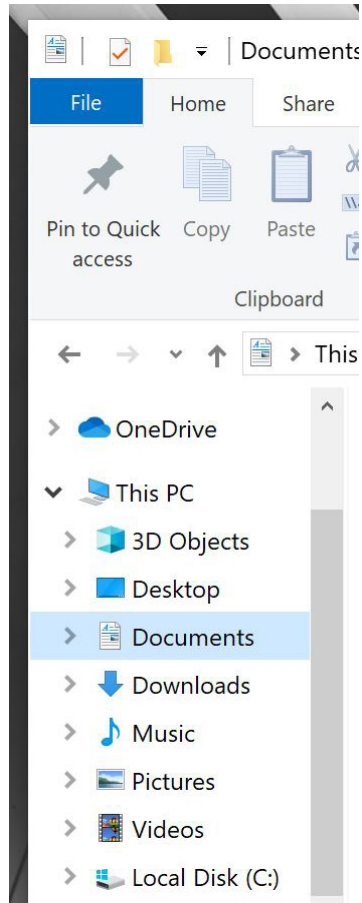 Documents
File Home Share
Pin to Quick access
Copy
Paste
Clipboard
This
OneDrive
This PC
3D Objects
Desktop
Documents
Downloads
Music
Pictures
Videos
Local Disk (C:)